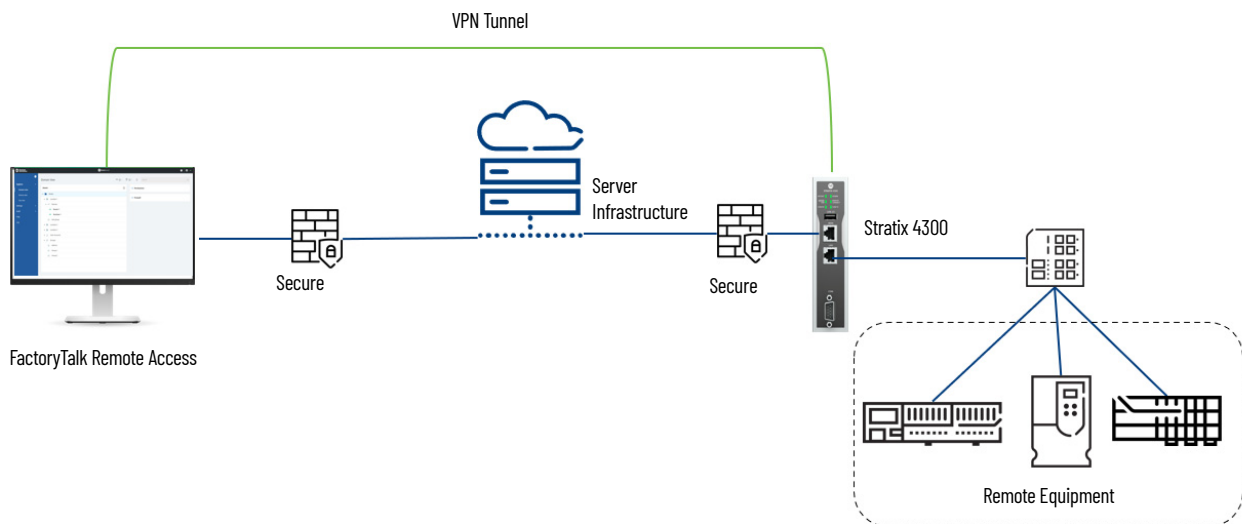 VPN Tunnel
Server
Infrastructure
Stratix 4300
Secure
Secure
FactoryTalk Remote Access
Remote Equipment